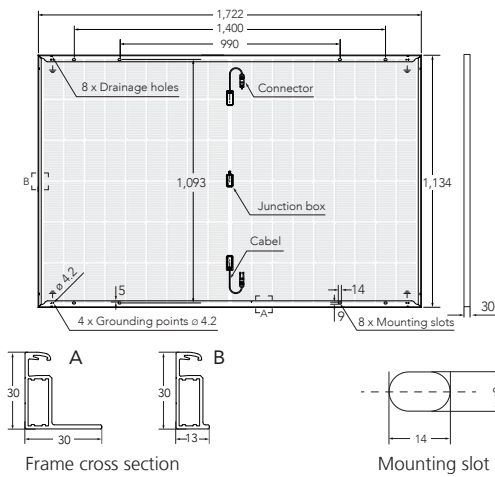 1,722
1,400
990
8 x Drainage holes
Connector
B
1,093
1,134
Junction box
Cabel
ø 4.2
5
14
9
A
30
4 x Grounding points ø 4.2
8 x Mounting slots
A
B
30
30
30
13
9
14
Frame cross section
Mounting slot